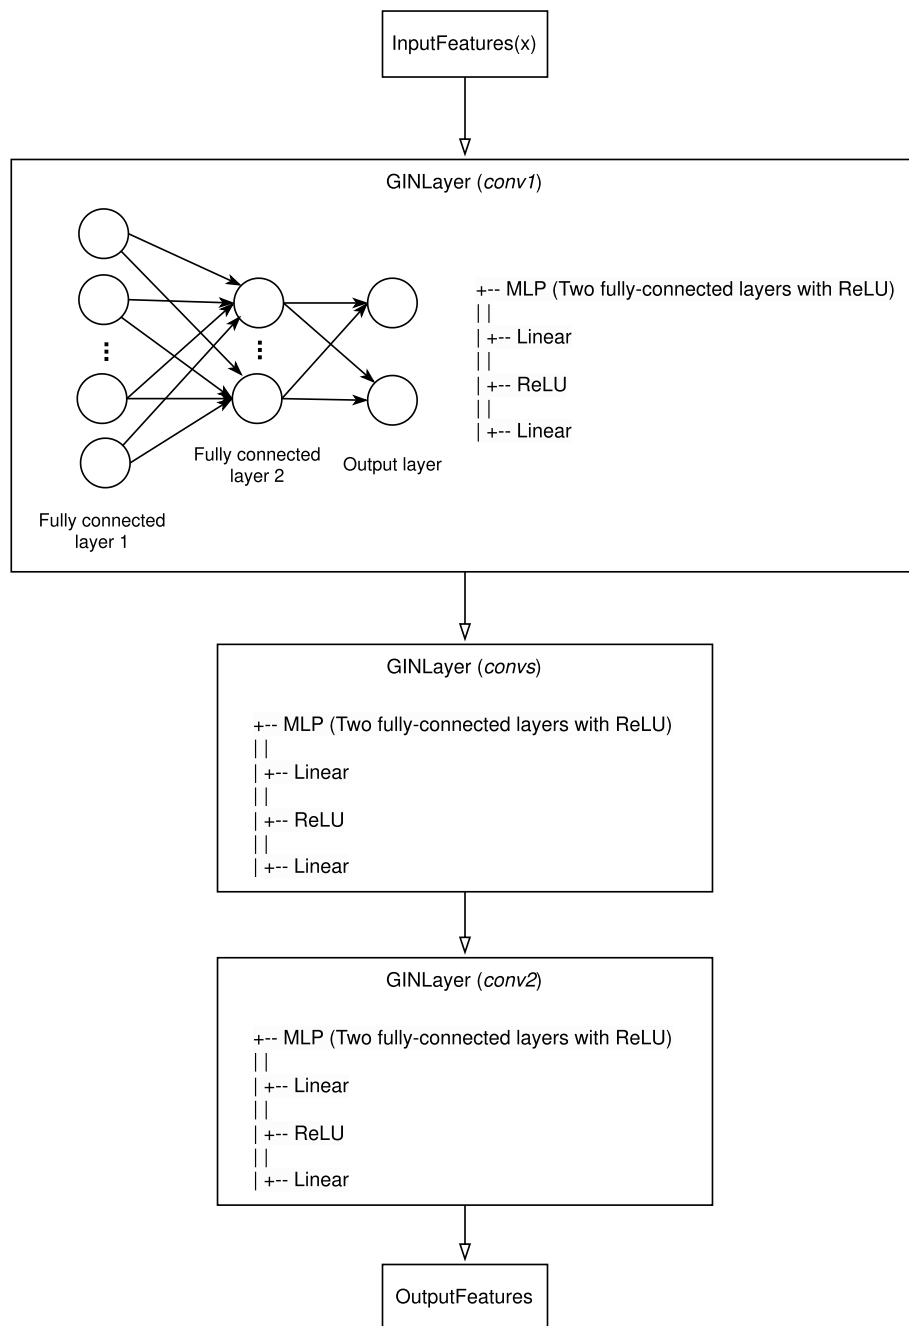 InputFeatures(x)
GINLayer (conv1)
+-- MLP (Two fully-connected layers with ReLU)
| |
| +-- Linear
| |
| +-- ReLU
| |
| +-- Linear
Fully connected
layer 2
Output layer
Fully connected
layer 1
GINLayer (convs)
+-- MLP (Two fully-connected layers with ReLU)
| |
| +-- Linear
| |
| +-- ReLU
| |
| +-- Linear
GINLayer (conv2)
+-- MLP (Two fully-connected layers with ReLU)
| |
| +-- Linear
| |
| +-- ReLU
| |
| +-- Linear
OutputFeatures